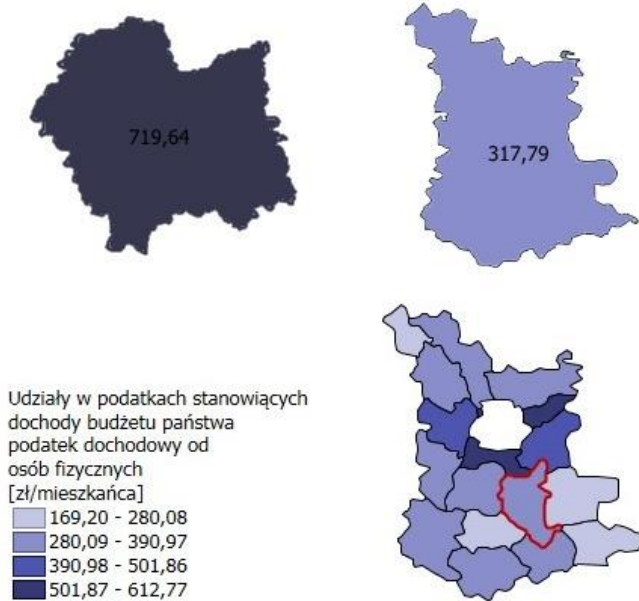 719,64
317,79
Udziały w podatkach stanowiących
dochody budżetu państwa
podatek dochodowy od
osób fizycznych
[zł/mieszkańca]
169,20 - 280,08
280,09 - 390,97
390,98 - 501,86
501,87 - 612,77